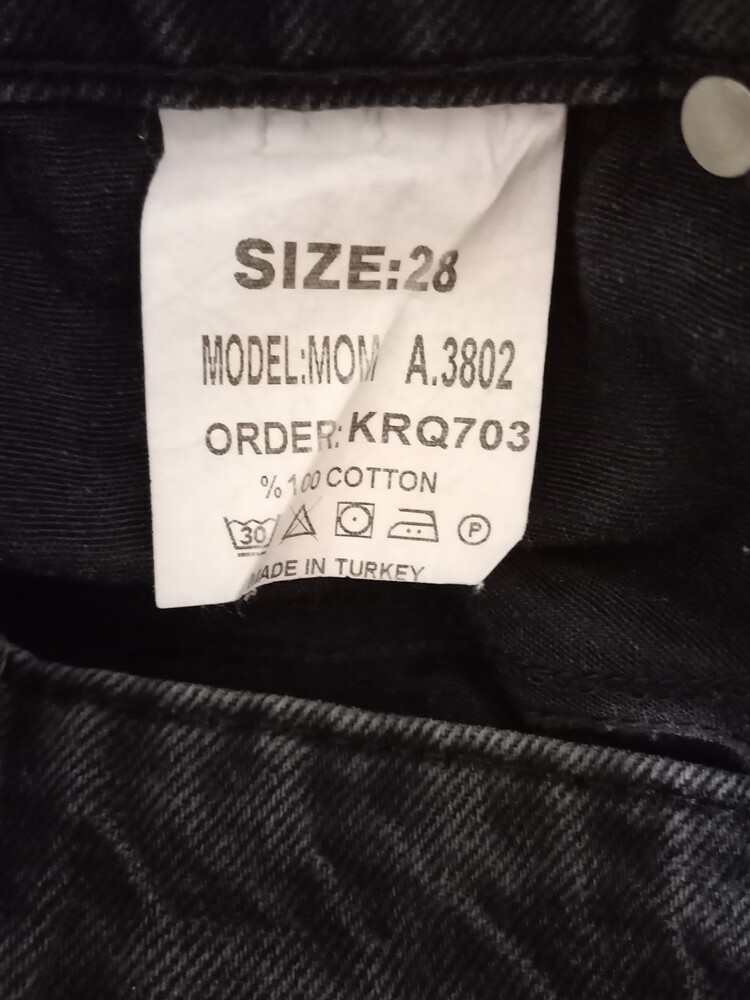 SIZE:28
MODEL:MOM A.3802
ORDER:KRQ703
% 100 COTTON
30 P
MADE IN TURKEY